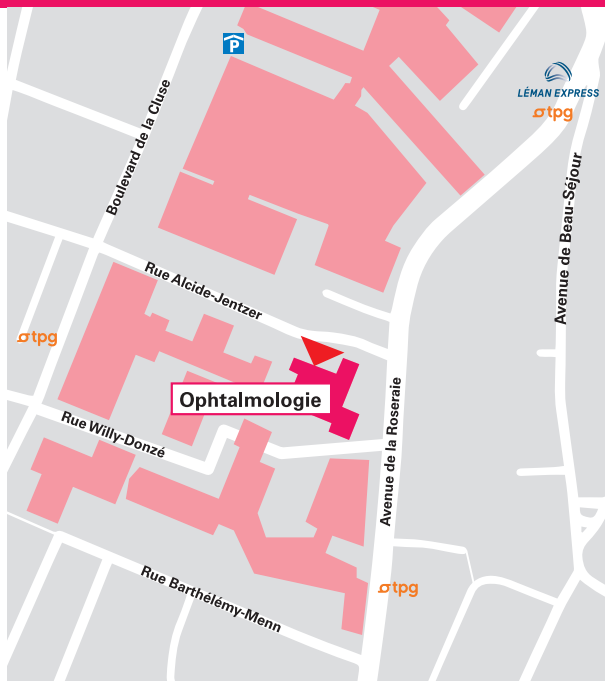 P
LÉMAN EXPRESS
tpg
Boulevard de la Cluse
Avenue de Beau-Séjour
Rue Alcide-Jentzer
tpg
Ophtalmologie
Rue Willy-Donzé
Avenue de la Roseraie
tpg
Rue Barthélémy-Menn